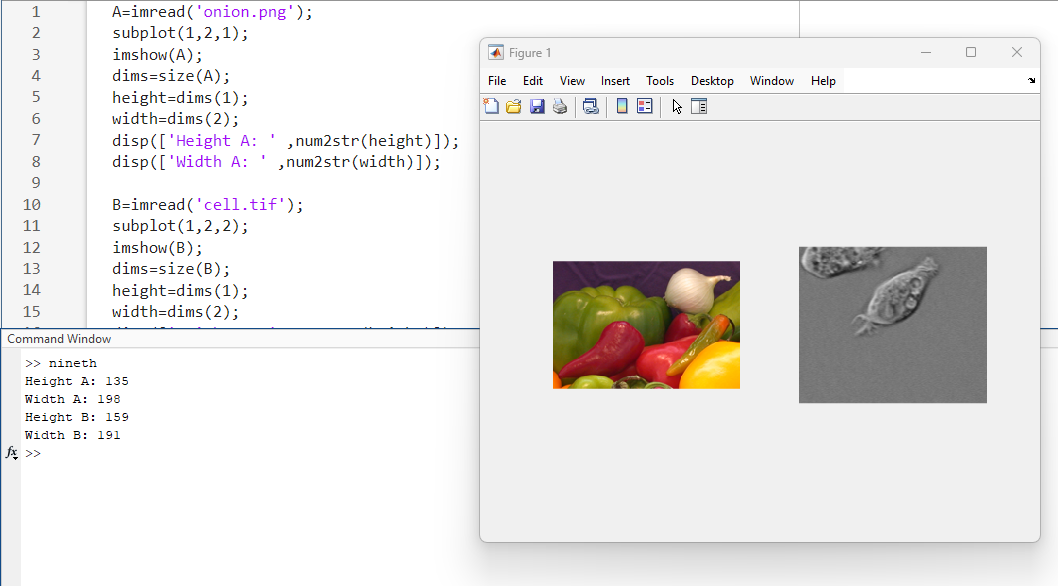 1 A=imread('onion.png');
2 subplot(1,2,1);
3 imshow(A);
4 dims=size(A);
5 height=dims(1);
6 width=dims(2);
7 disp(['Height A: ' ,num2str(height)]);
8 disp(['Width A: ' ,num2str(width)]);
9
10 B=imread('cell.tif');
11 subplot(1,2,2);
12 imshow(B);
13 dims=size(B);
14 height=dims(1);
15 width=dims(2);
Command Window
>> nineth
Height A: 135
Width A: 198
Height B: 159
Width B: 191
fx >>
Figure 1
File Edit View Insert Tools Desktop Window Help